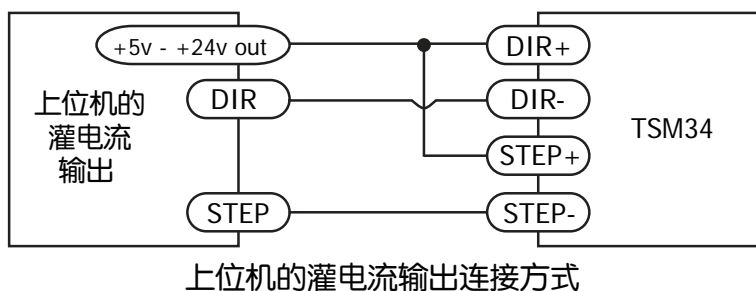 +5v - +24v out
DIR+
上位机的
灌电流
输出
DIR
DIR-
TSM34
STEP+
STEP
STEP-
上位机的灌电流输出连接方式